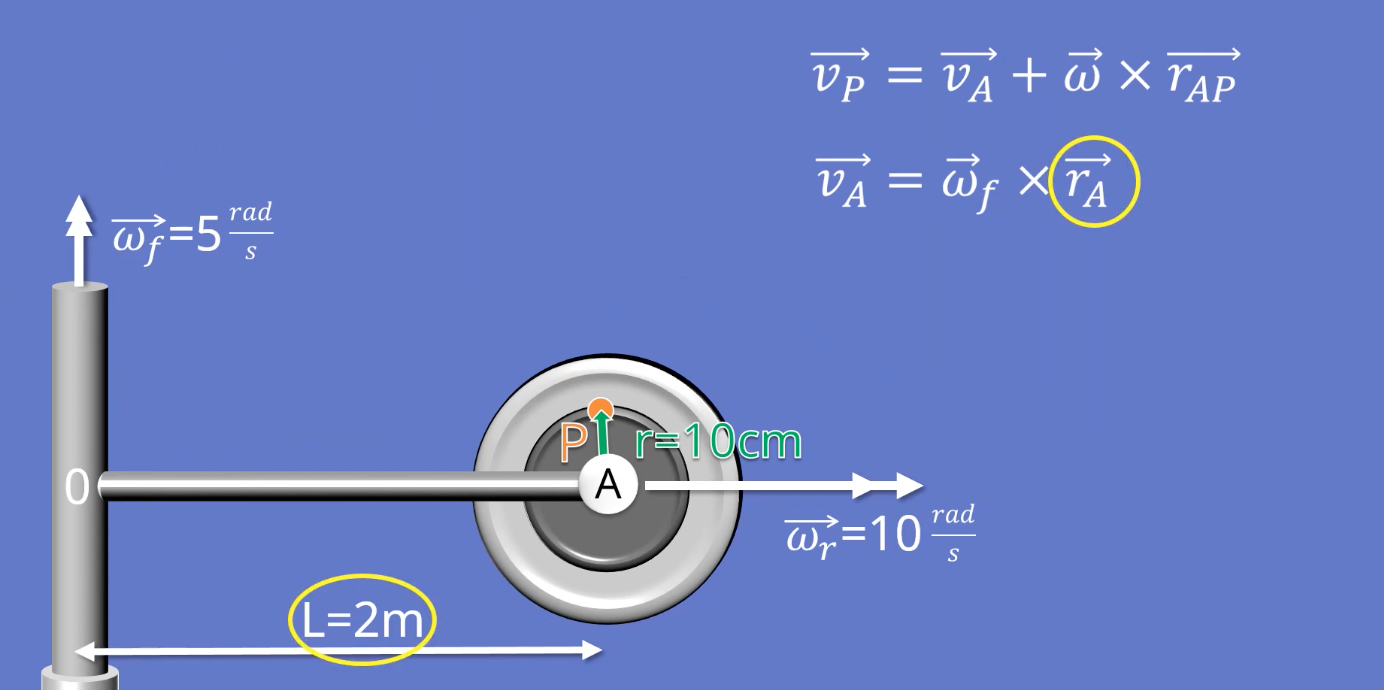 $\overrightarrow{v_P} = \overrightarrow{v_A} + \vec{\omega} \times \overrightarrow{r_{AP}}$
$\overrightarrow{v_A} = \vec{\omega}_f \times \overrightarrow{r_A}$
$\overrightarrow{\omega_f}$=5 $\frac{rad}{s}$
P r=10cm
0 A
$\overrightarrow{\omega_r}$=10 $\frac{rad}{s}$
L=2m